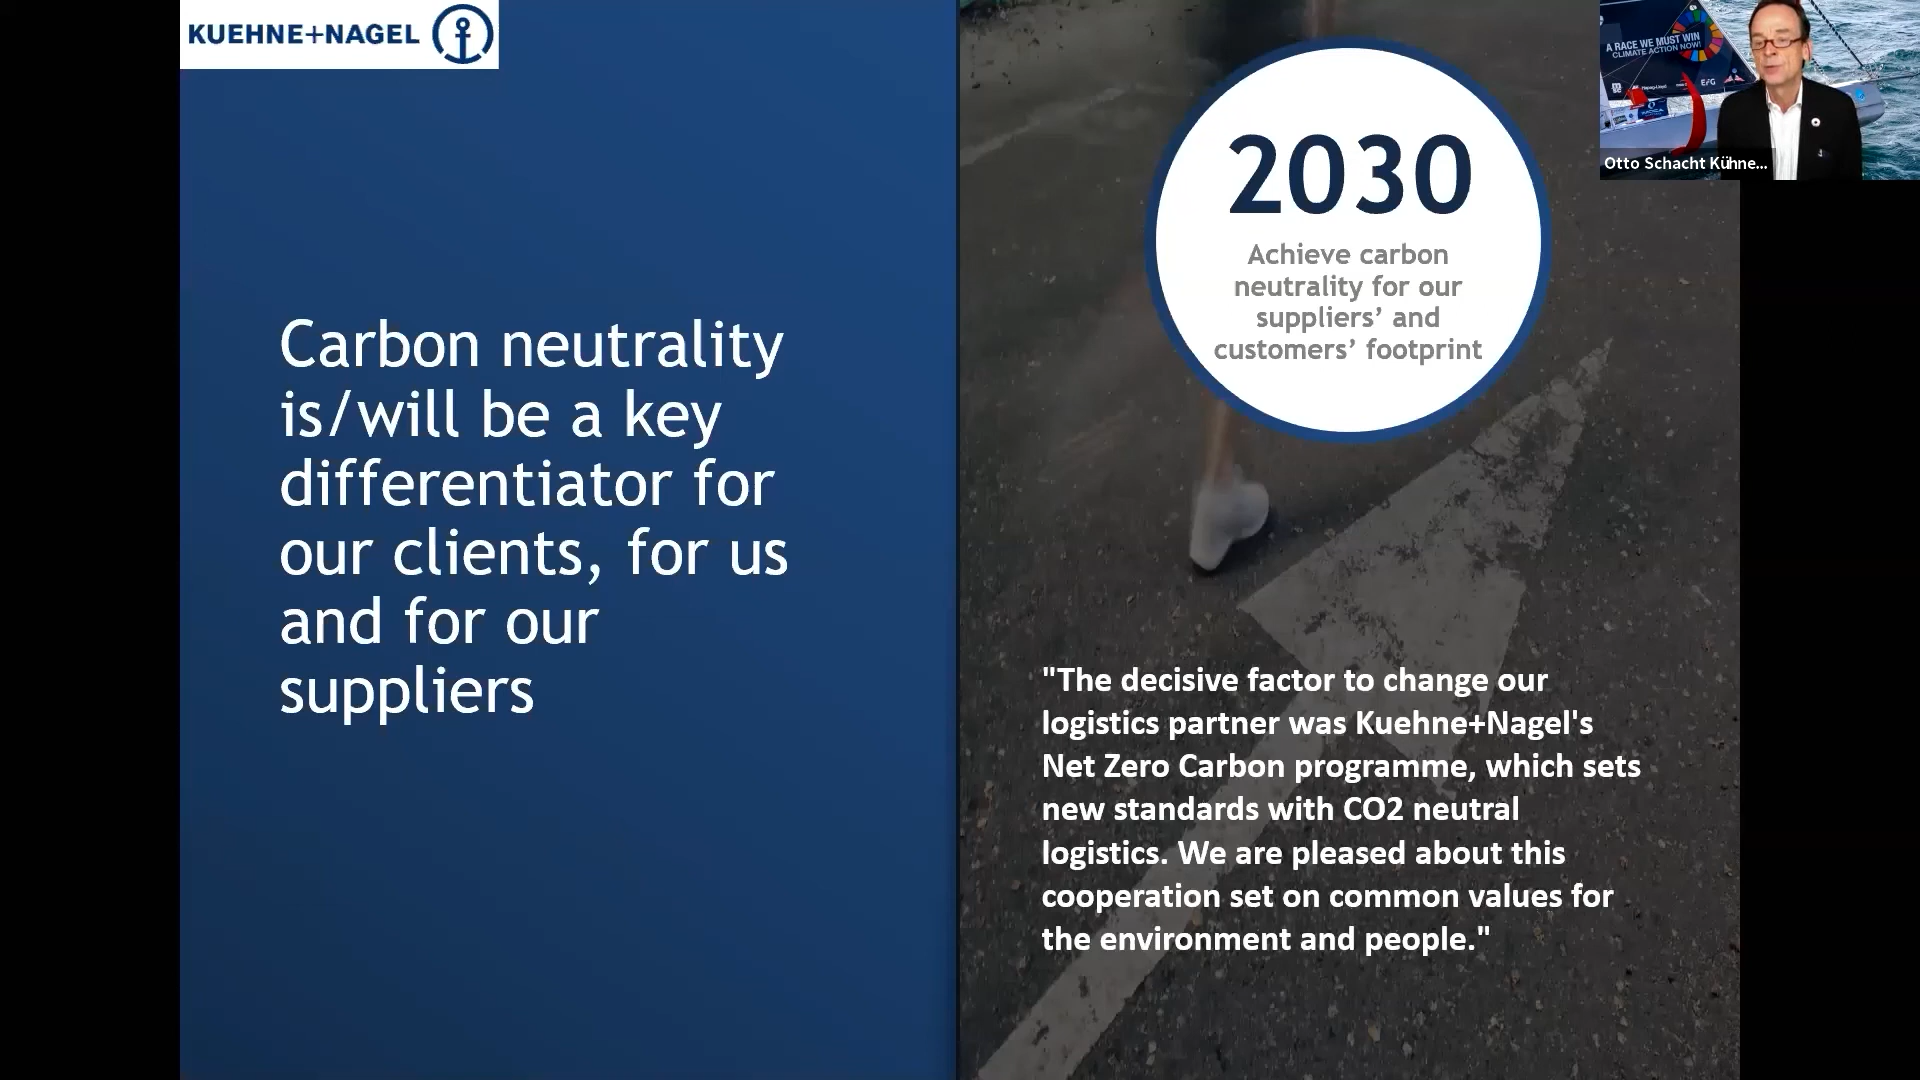 KUEHNE+NAGEL
Carbon neutrality
is/will be a key
differentiator for
our clients, for us
and for our
suppliers
2030
Achieve carbon
neutrality for our
suppliers’ and
customers’ footprint
"The decisive factor to change our
logistics partner was Kuehne+Nagel's
Net Zero Carbon programme, which sets
new standards with CO2 neutral
logistics. We are pleased about this
cooperation set on common values for
the environment and people."
A RACE WE MUST WIN
CLIMATE ACTION NOW!
EFG
Otto Schacht Kühne...